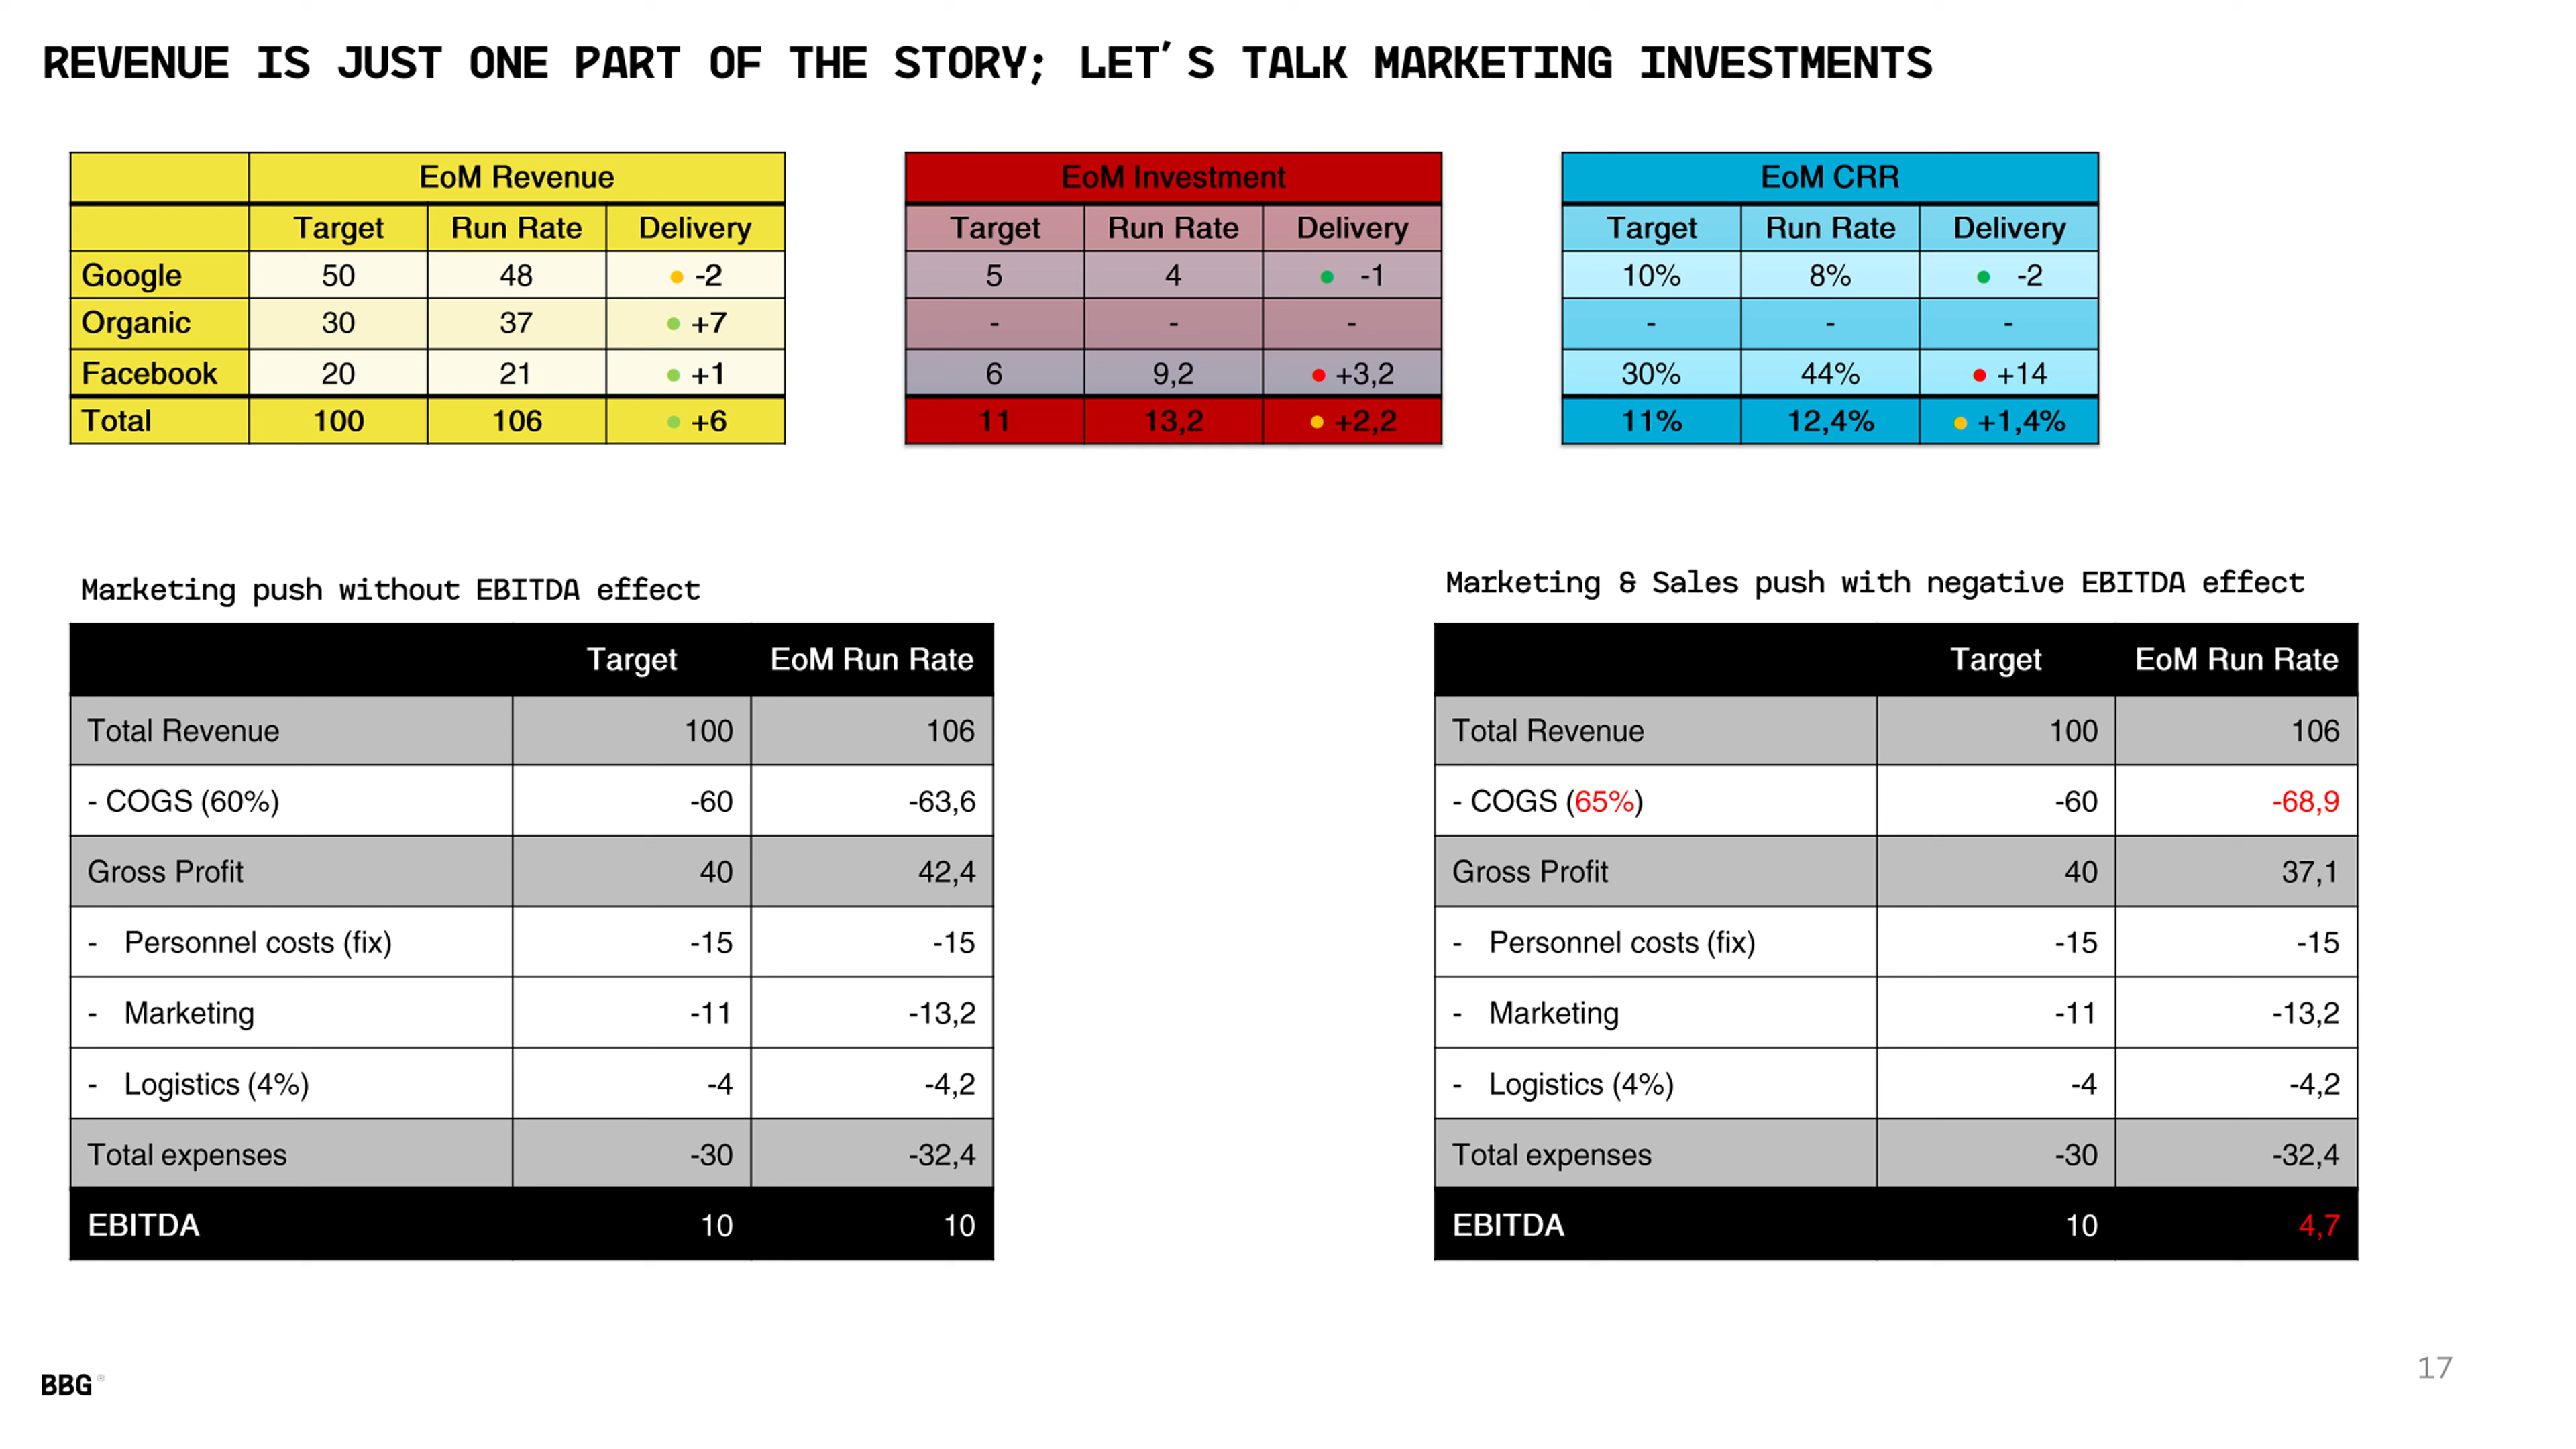 REVENUE IS JUST ONE PART OF THE STORY; LET'S TALK MARKETING INVESTMENTS
EoM Revenue
Target Run Rate Delivery
Google 50 48 -2
Organic 30 37 +7
Facebook 20 21 +1
Total 100 106 +6
EoM Investment
Target Run Rate Delivery
5 4 -1
- - -
6 9,2 +3,2
11 13,2 +2,2
EoM CRR
Target Run Rate Delivery
10% 8% -2
- - -
30% 44% +14
11% 12,4% +1,4%
Marketing push without EBITDA effect
Target EoM Run Rate
Total Revenue 100 106
- COGS (60%) -60 -63,6
Gross Profit 40 42,4
- Personnel costs (fix) -15 -15
- Marketing -11 -13,2
- Logistics (4%) -4 -4,2
Total expenses -30 -32,4
EBITDA 10 10
Marketing & Sales push with negative EBITDA effect
Target EoM Run Rate
Total Revenue 100 106
- COGS (65%) -60 -68,9
Gross Profit 40 37,1
- Personnel costs (fix) -15 -15
- Marketing -11 -13,2
- Logistics (4%) -4 -4,2
Total expenses -30 -32,4
EBITDA 10 4,7
BBG®
17